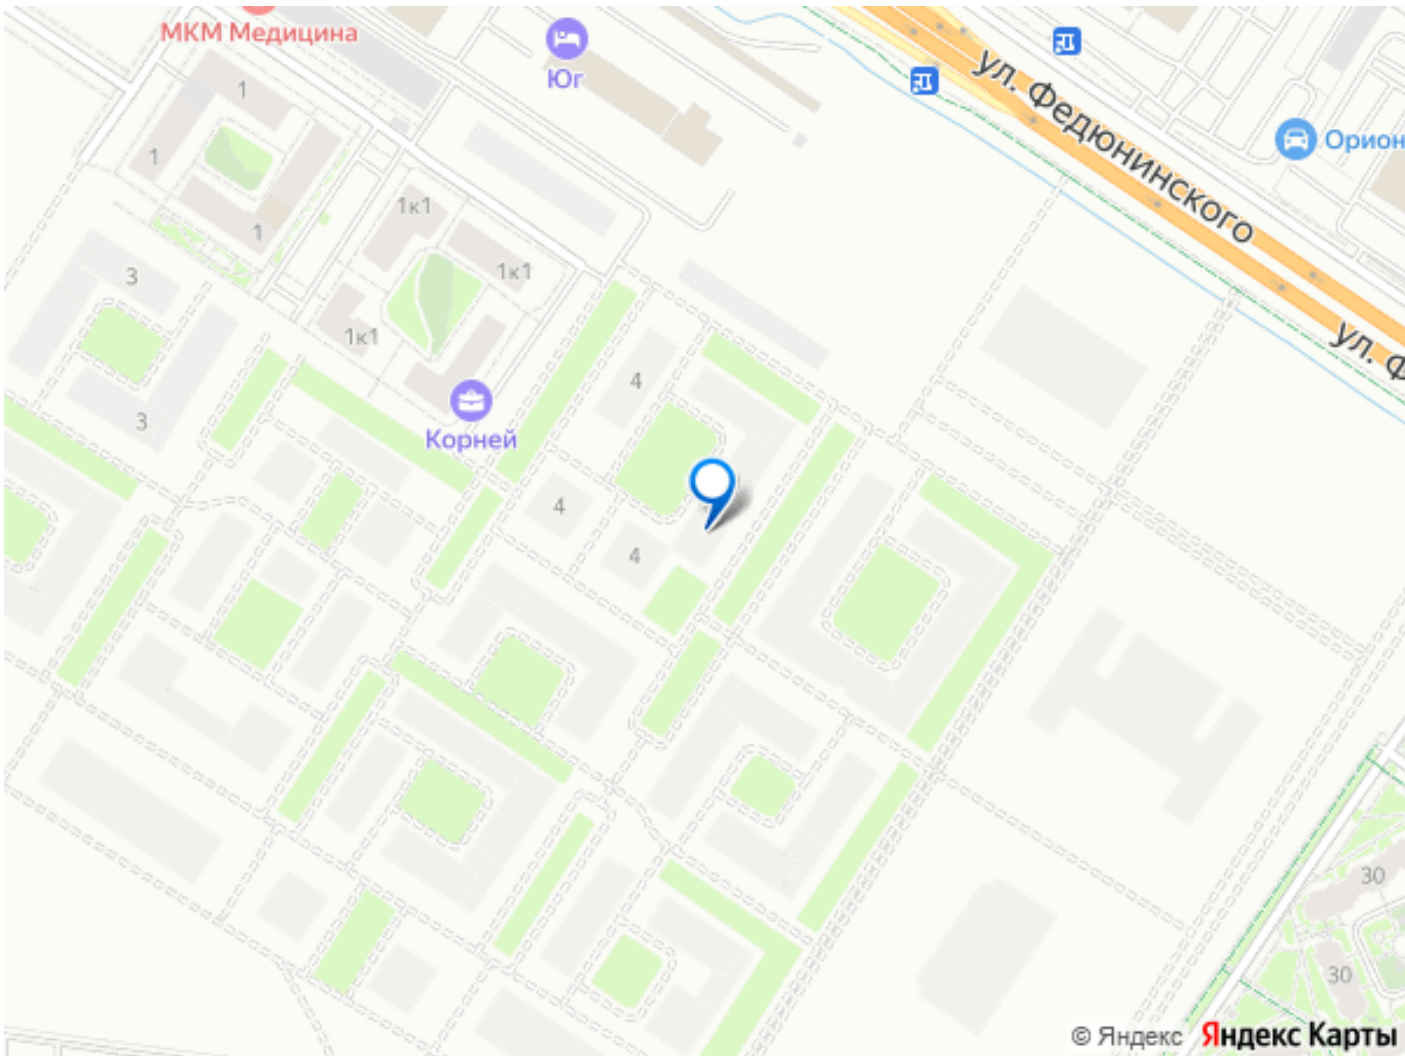 МКМ Медицина
Юг
ул. Федюнинского
Орион
1
1
1
1к1
1к1
1к1
3
3
ул. Ф
4
Корней
4
4
30
30
© Яндекс Яндекс Карты